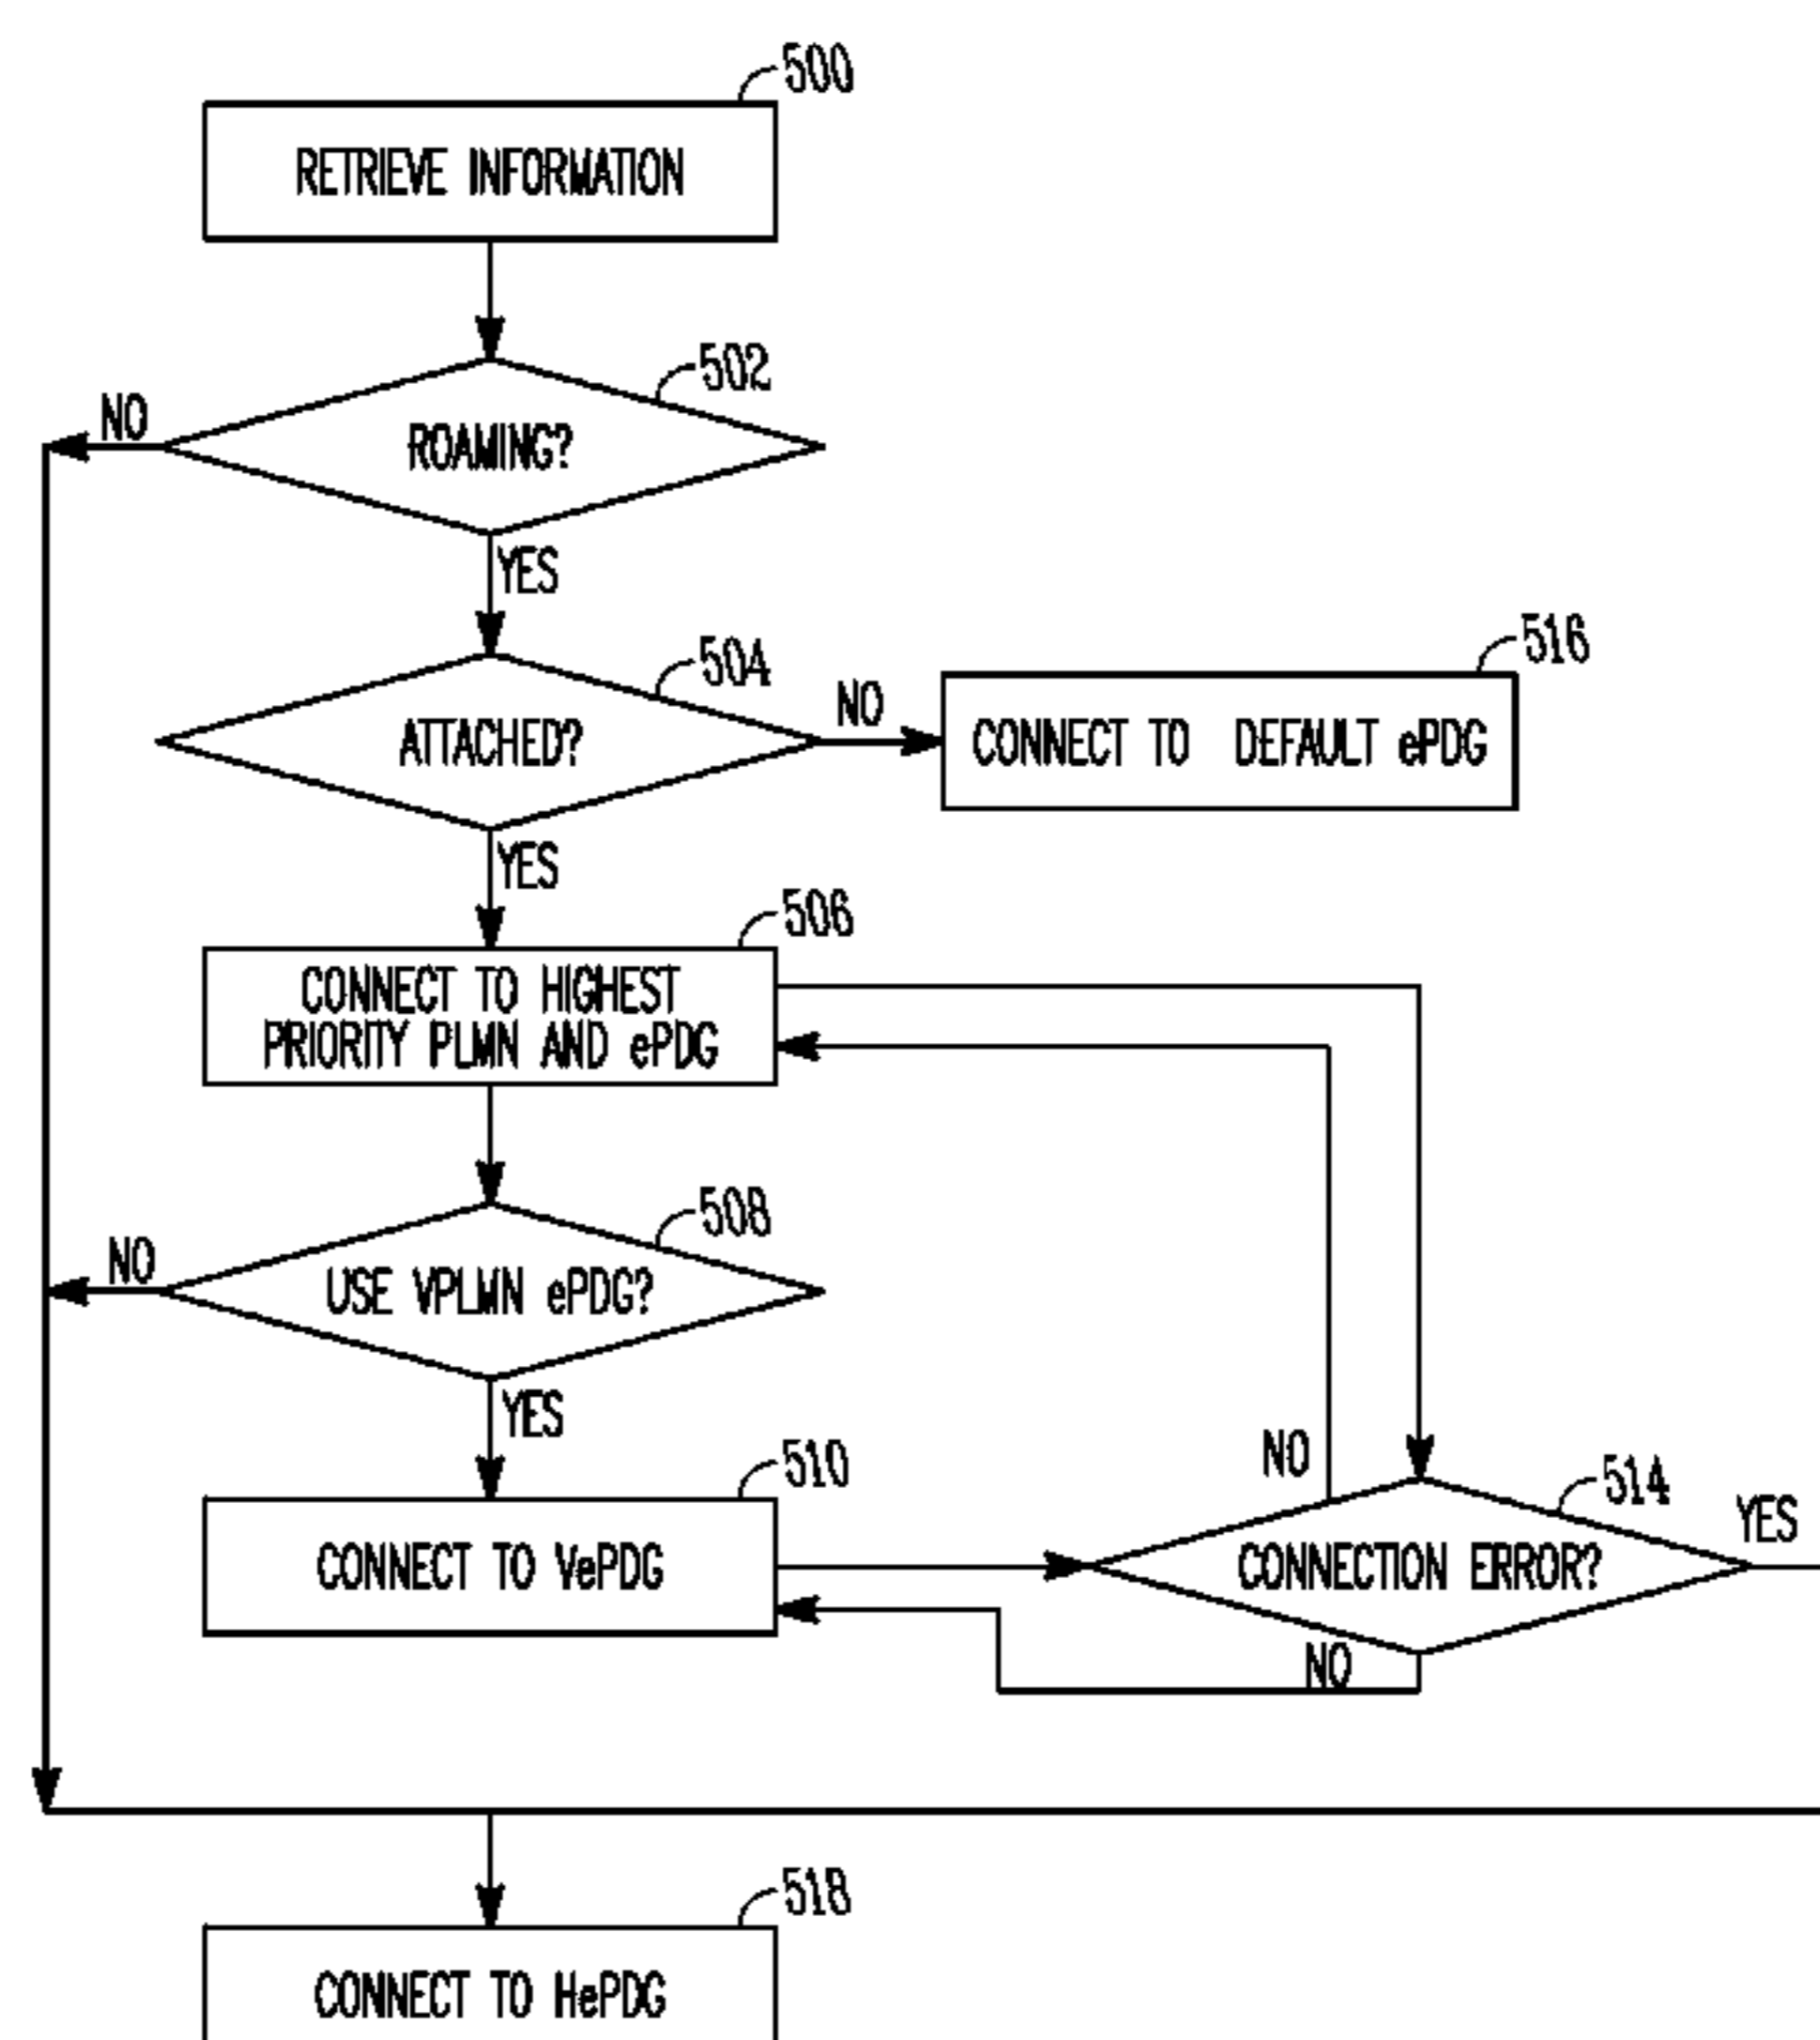 500
RETRIEVE INFORMATION
502
NO
ROAMING?
YES
504
516
NO
ATTACHED?
CONNECT TO DEFAULT ePDG
YES
506
CONNECT TO HIGHEST
PRIORITY PLMN AND ePDG
508
NO
USE VPLMN ePDG?
YES
510
NO
514
YES
CONNECT TO VePDG
CONNECTION ERROR?
NO
518
CONNECT TO HePDG